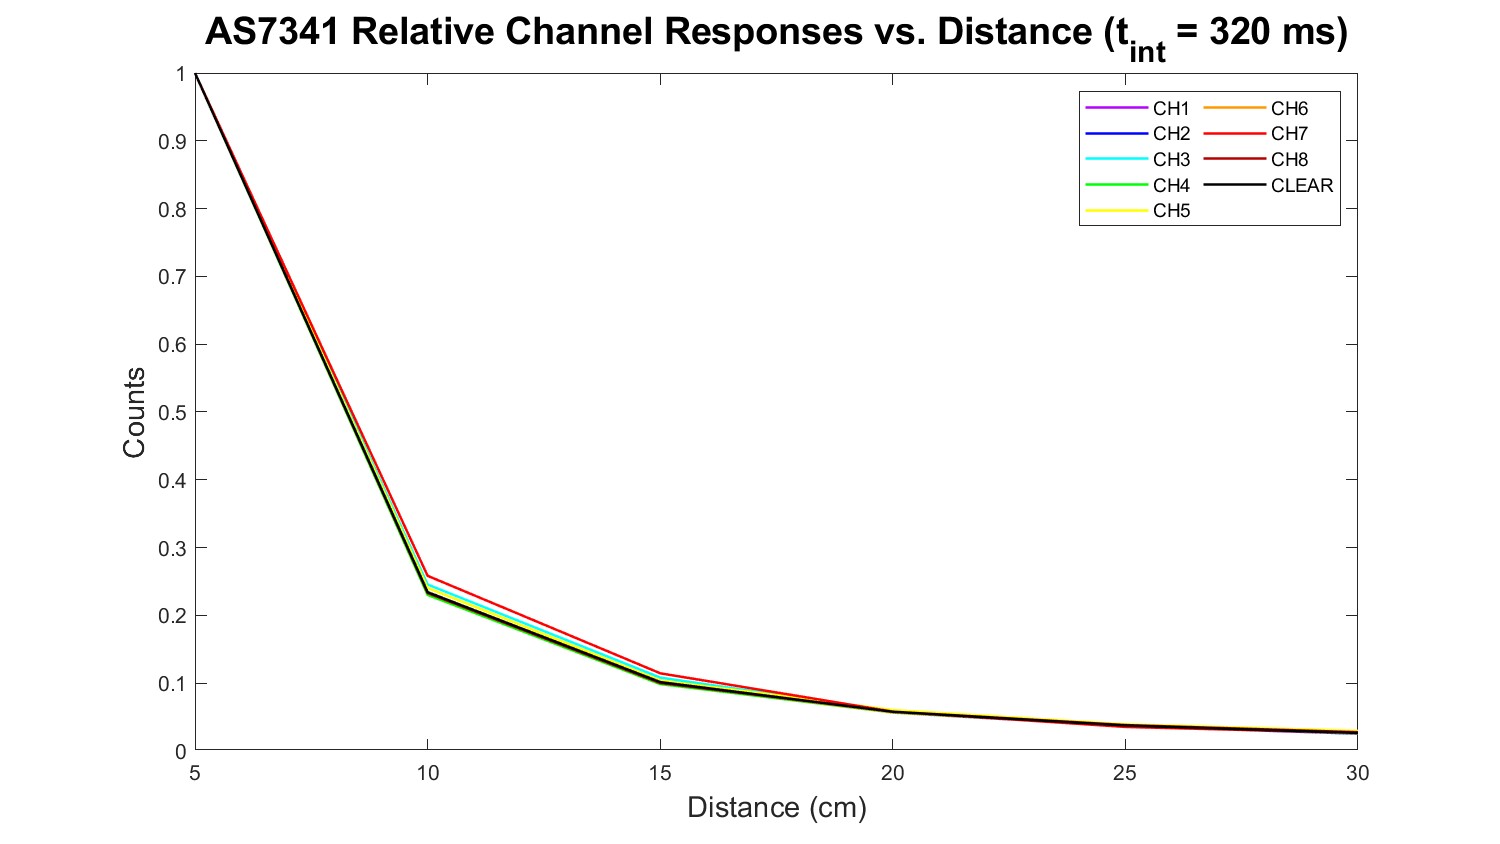 AS7341 Relative Channel Responses vs. Distance (tint = 320 ms)
1
0.9
0.8
0.7
0.6
0.5
0.4
0.3
0.2
0.1
0
Counts
5
10
15
20
25
30
Distance (cm)
CH1
CH2
CH3
CH4
CH5
CH6
CH7
CH8
CLEAR